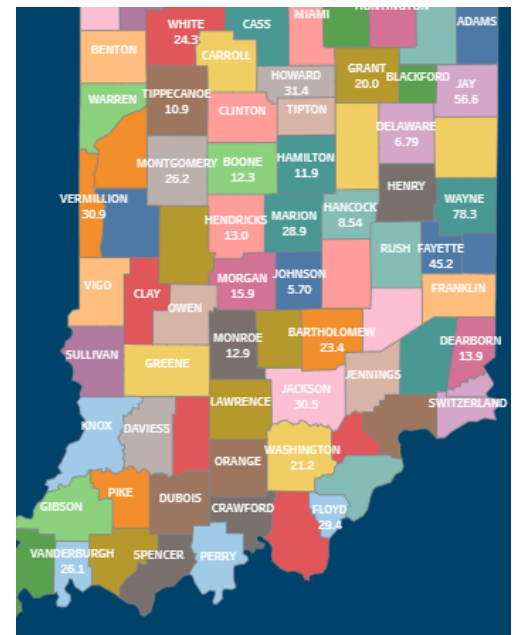 HUNTINGTON
MIAMI
ADAMS
WHITE
24.3
CASS
BENTON
CARROLL
HOWARD
31.4
GRANT
20.0
BLACKFORD
JAY
56.6
WARREN
TIPPECANOE
10.9
CLINTON
TIPTON
DELAWARE
6.79
MONTGOMERY
26.2
BOONE
12.3
HAMILTON
11.9
HENRY
VERMILLION
30.9
HENDRICKS
13.0
MARION
28.9
HANCOCK
8.54
WAYNE
78.3
RUSH
FAYETTE
45.2
VIGO
CLAY
OWEN
MORGAN
15.9
JOHNSON
5.70
FRANKLIN
SULLIVAN
GREENE
MONROE
12.9
BARTHOLOMEW
23.4
DEARBORN
13.9
JENNINGS
KNOX
DAVIESS
LAWRENCE
JACKSON
30.5
SWITZERLAND
ORANGE
WASHINGTON
21.2
GIBSON
PIKE
DUBOIS
CRAWFORD
FLOYD
29.4
VANDERBURGH
26.1
SPENCER
PERRY